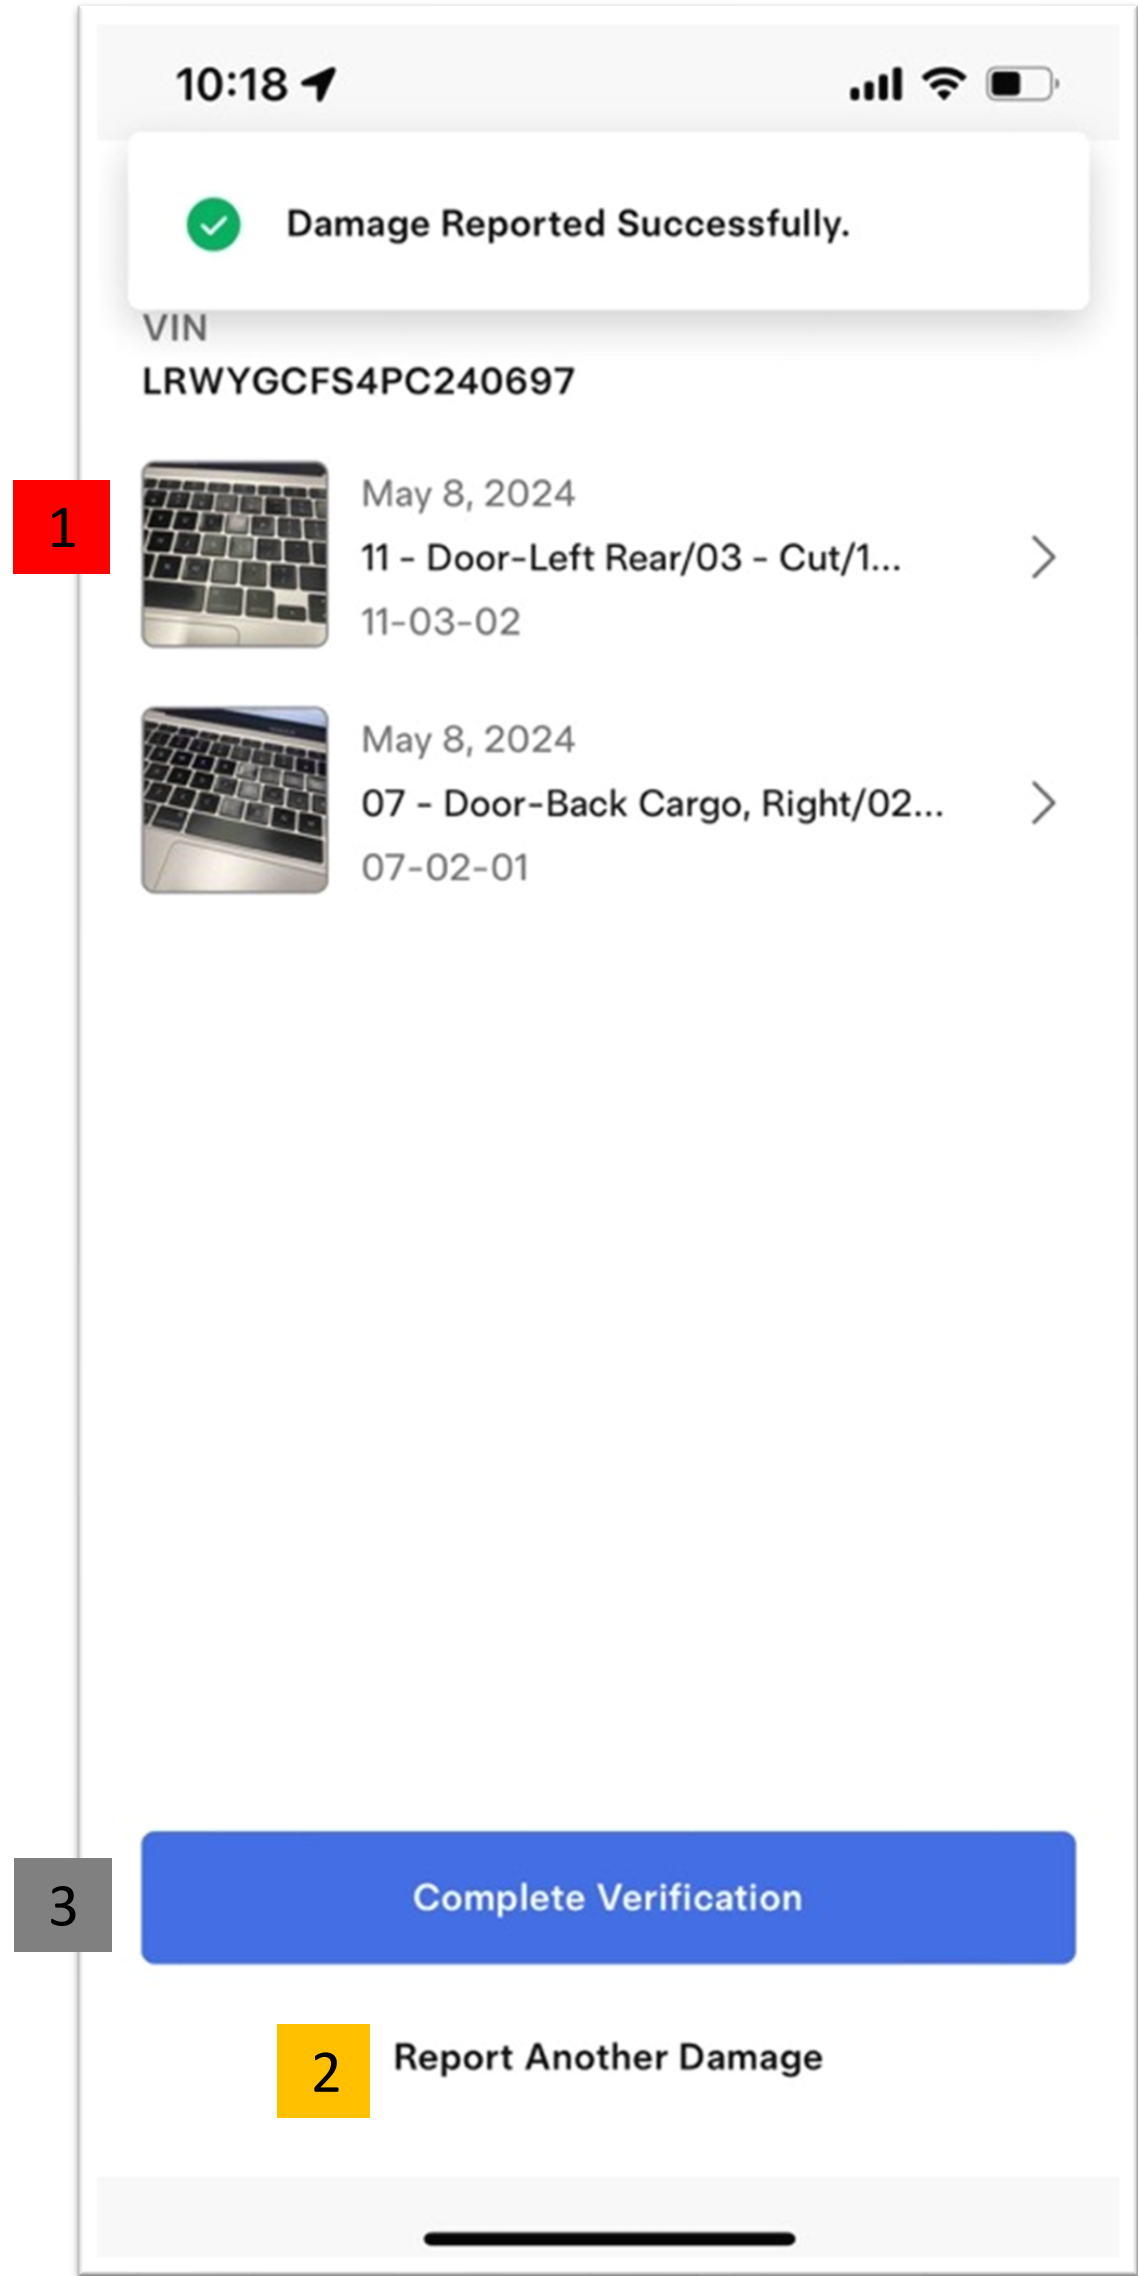 10:18
Damage Reported Successfully.
VIN
LRWYGCFS4PC240697
1
May 8, 2024
11 - Door-Left Rear/03 - Cut/1...
11-03-02
May 8, 2024
07 - Door-Back Cargo, Right/02...
07-02-01
3
Complete Verification
2
Report Another Damage